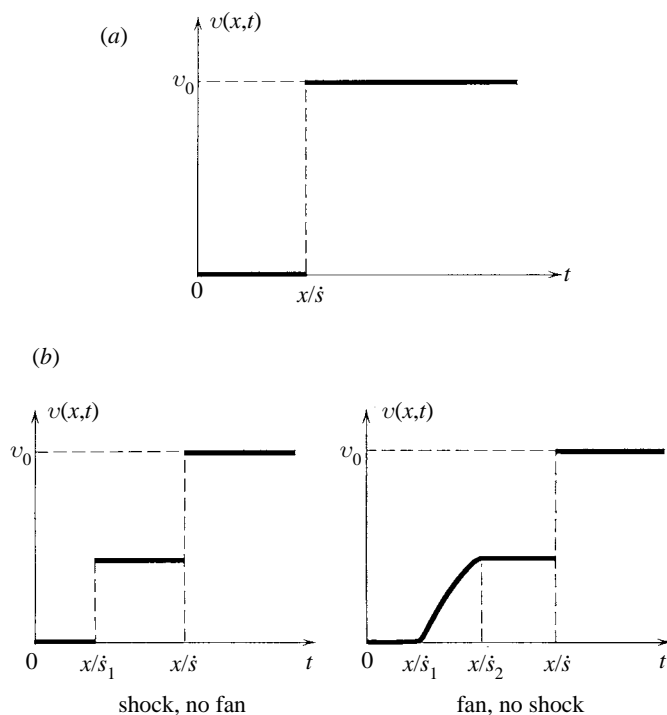 (a)
υ(x,t)
υ₀
0
x/ṡ
t
(b)
υ(x,t)
υ₀
0
x/ṡ₁
x/ṡ
t
shock, no fan
υ(x,t)
υ₀
0
x/ṡ₁
x/ṡ₂
x/ṡ
t
fan, no shock